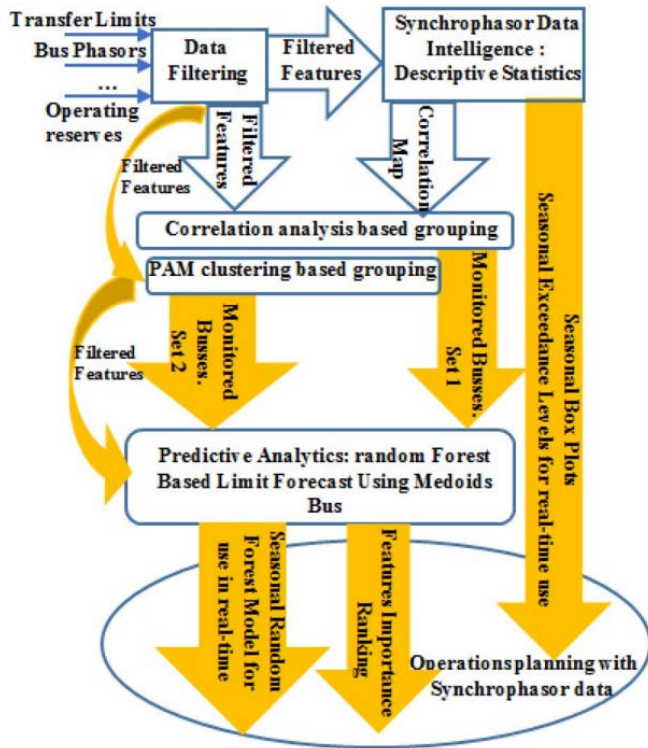 Transfer Limits
Bus Phasors
...
Operating
reserves
Data
Filtering
Filtered
Features
Synchrophasor Data
Intelligence :
Descriptive Statistics
Filtered
Features
Filtered
Features
Correlation
Map
Correlation analysis based grouping
PAM clustering based grouping
Filtered
Features
Monitored
Busses.
Set 2
Monitored Busses.
Set 1
Seasonal Box Plots
Seasonal Exceedance Levels for real-time use
Predictive Analytics: random Forest
Based Limit Forecast Using Medoids
Bus
Seasonal Random
Forest Model for
use in real-time
Features Importance
Ranking
Operations planning with
Synchrophasor data